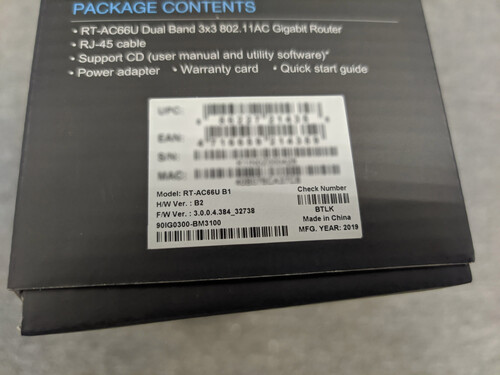 PACKAGE CONTENTS
• RT-AC66U Dual Band 3x3 802.11AC Gigabit Router
• RJ-45 cable
• Support CD (user manual and utility software)*
• Power adapter • Warranty card • Quick start guide
UPC:
EAN:
S/N:
MAC:
Model: RT-AC66U B1
H/W Ver. : B2
F/W Ver. : 3.0.0.4.384_32738
90IG0300-BM3100
Check Number
BTLK
Made in China
MFG. YEAR: 2019